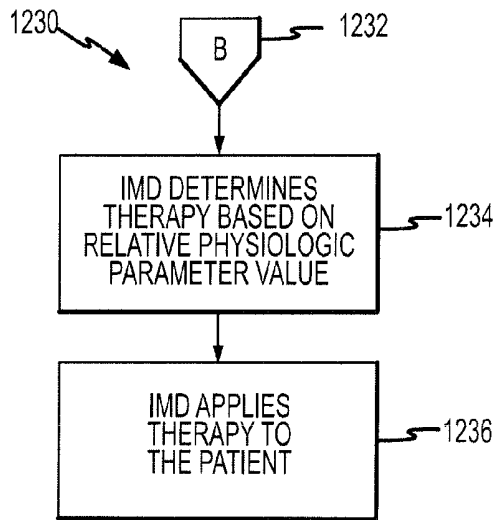 1230
B
1232
IMD DETERMINES
THERAPY BASED ON
RELATIVE PHYSIOLOGIC
PARAMETER VALUE
1234
IMD APPLIES
THERAPY TO
THE PATIENT
1236